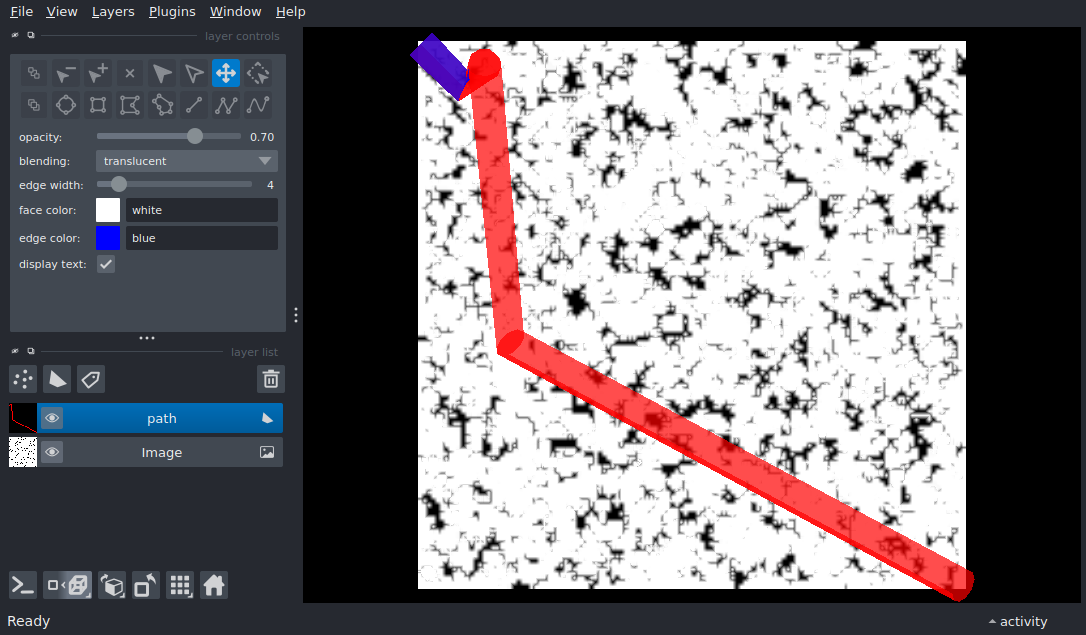 File View Layers Plugins Window Help
layer controls
opacity: 0.70
blending: translucent
edge width: 4
face color: white
edge color: blue
display text:
layer list
path
Image
Ready
activity